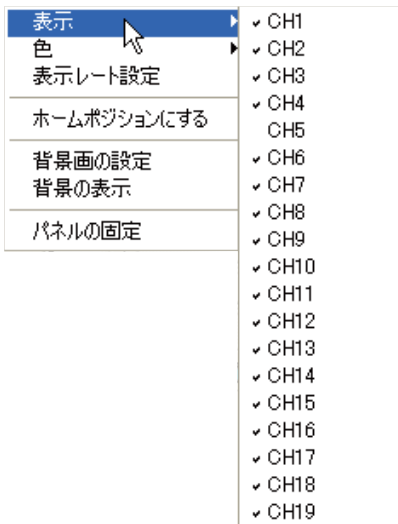 表示
色
表示レート設定
ホームポジションにする
背景画の設定
背景の表示
パネルの固定
CH1
CH2
CH3
CH4
CH5
CH6
CH7
CH8
CH9
CH10
CH11
CH12
CH13
CH14
CH15
CH16
CH17
CH18
CH19